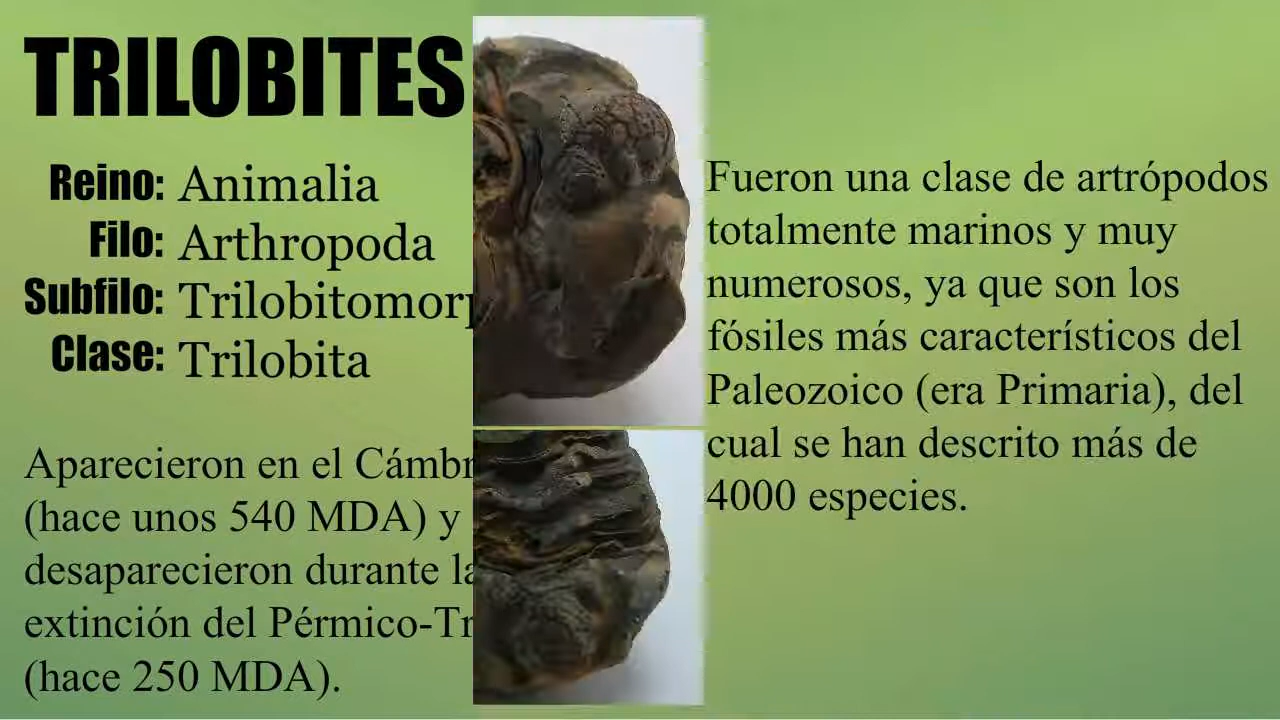 TRILOBITES
Reino: Animalia
Filo: Arthropoda
Subfilo: Trilobitomor
Clase: Trilobita
Aparecieron en el Cámbr
(hace unos 540 MDA) y
desaparecieron durante la
extinción del Pérmico-Tr
(hace 250 MDA).
Fueron una clase de artrópodos
totalmente marinos y muy
numerosos, ya que son los
fósiles más característicos del
Paleozoico (era Primaria), del
cual se han descrito más de
4000 especies.